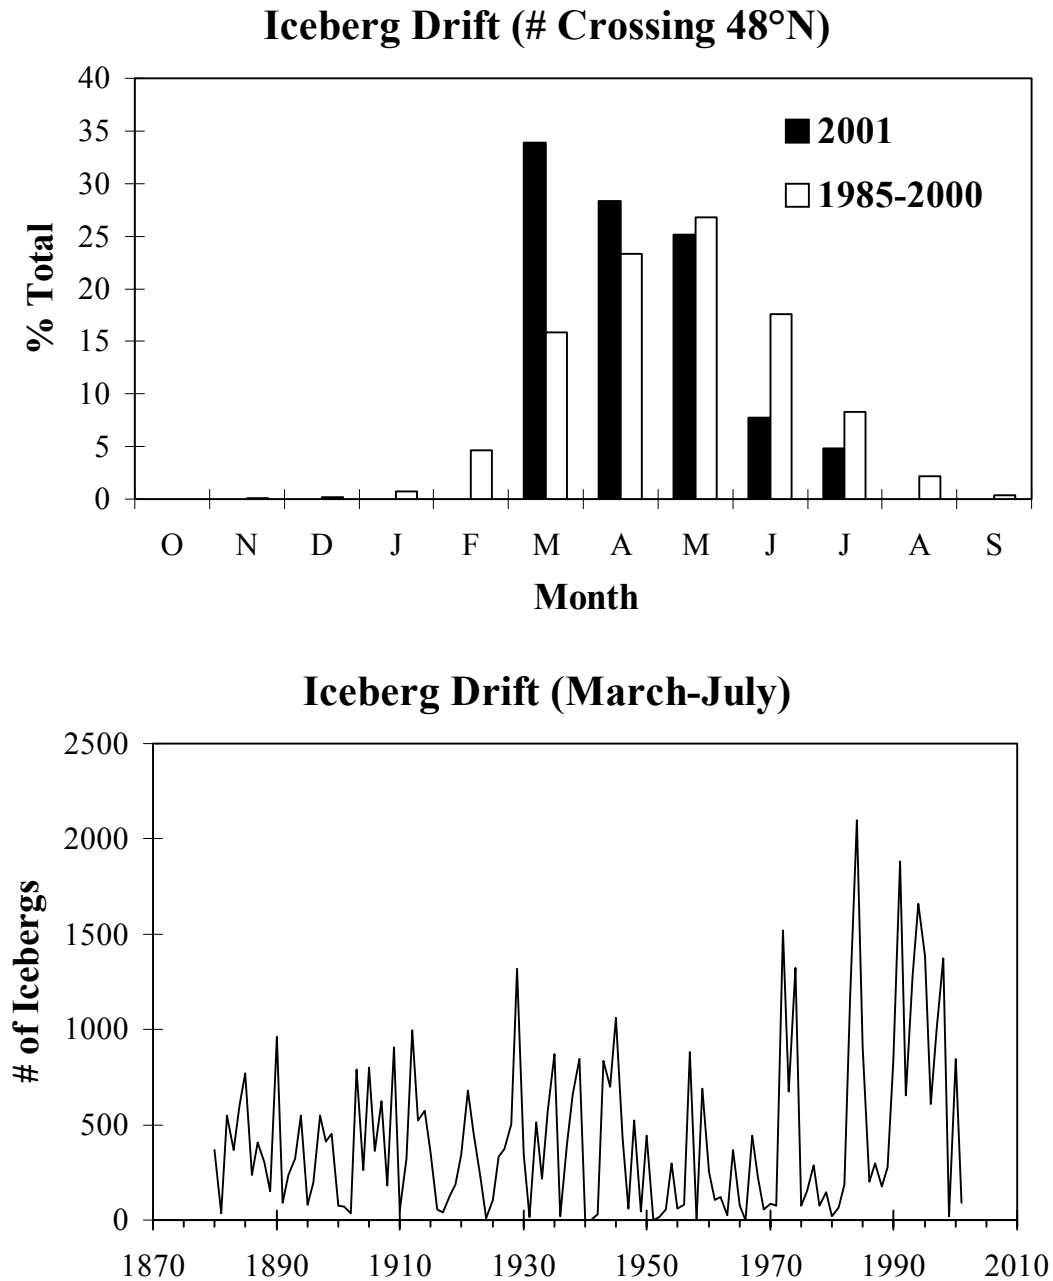 Iceberg Drift (# Crossing 48°N)
40
35
30
25
20
15
10
5
0
% Total
2001
1985-2000
O N D J F M A M J J A S
Month
Iceberg Drift (March-July)
2500
2000
1500
1000
500
0
# of Icebergs
1870 1890 1910 1930 1950 1970 1990 2010